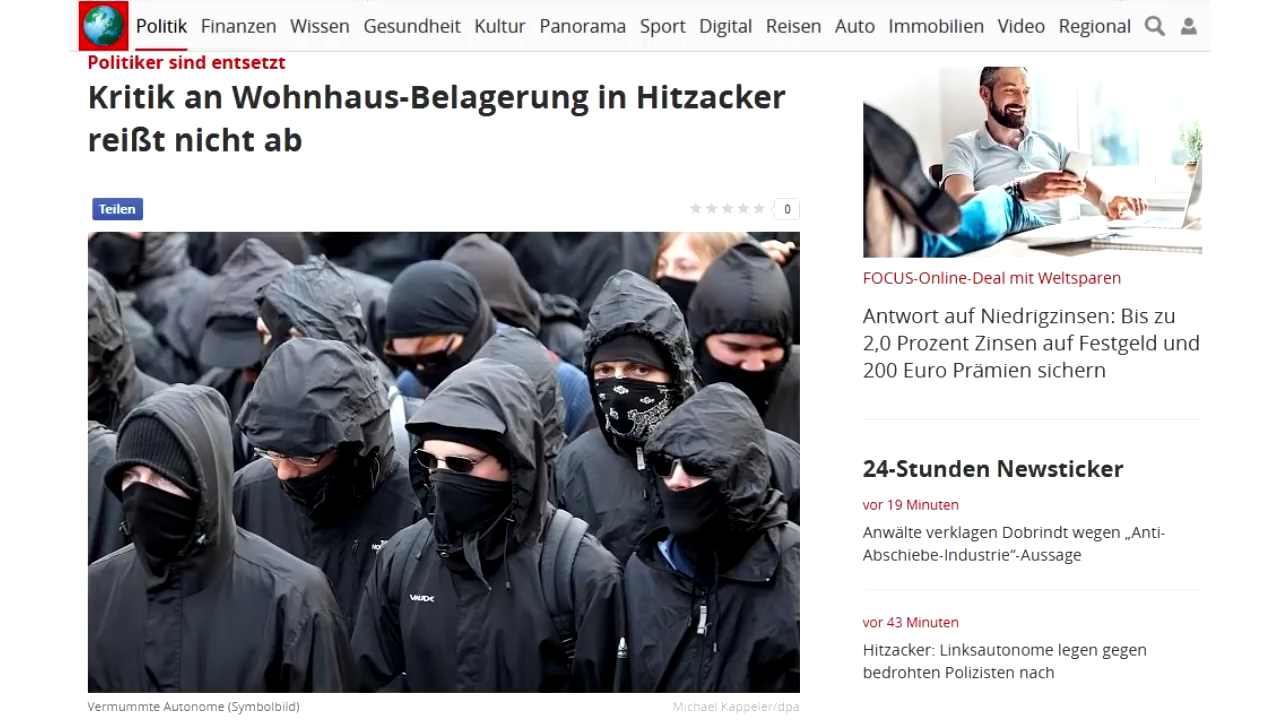 Politik Finanzen Wissen Gesundheit Kultur Panorama Sport Digital Reisen Auto Immobilien Video Regional
Politiker sind entsetzt
Kritik an Wohnhaus-Belagerung in Hitzacker
reißt nicht ab
Teilen
0
VAUDE
Vermummte Autonome (Symbolbild)
Michael Kappeler/dpa
FOCUS-Online-Deal mit Weltsparen
Antwort auf Niedrigzinsen: Bis zu
2,0 Prozent Zinsen auf Festgeld und
200 Euro Prämien sichern
24-Stunden Newsticker
vor 19 Minuten
Anwälte verklagen Dobrindt wegen „Anti-
Abschiebe-Industrie“-Aussage
vor 43 Minuten
Hitzacker: Linksautonome legen gegen
bedrohten Polizisten nach